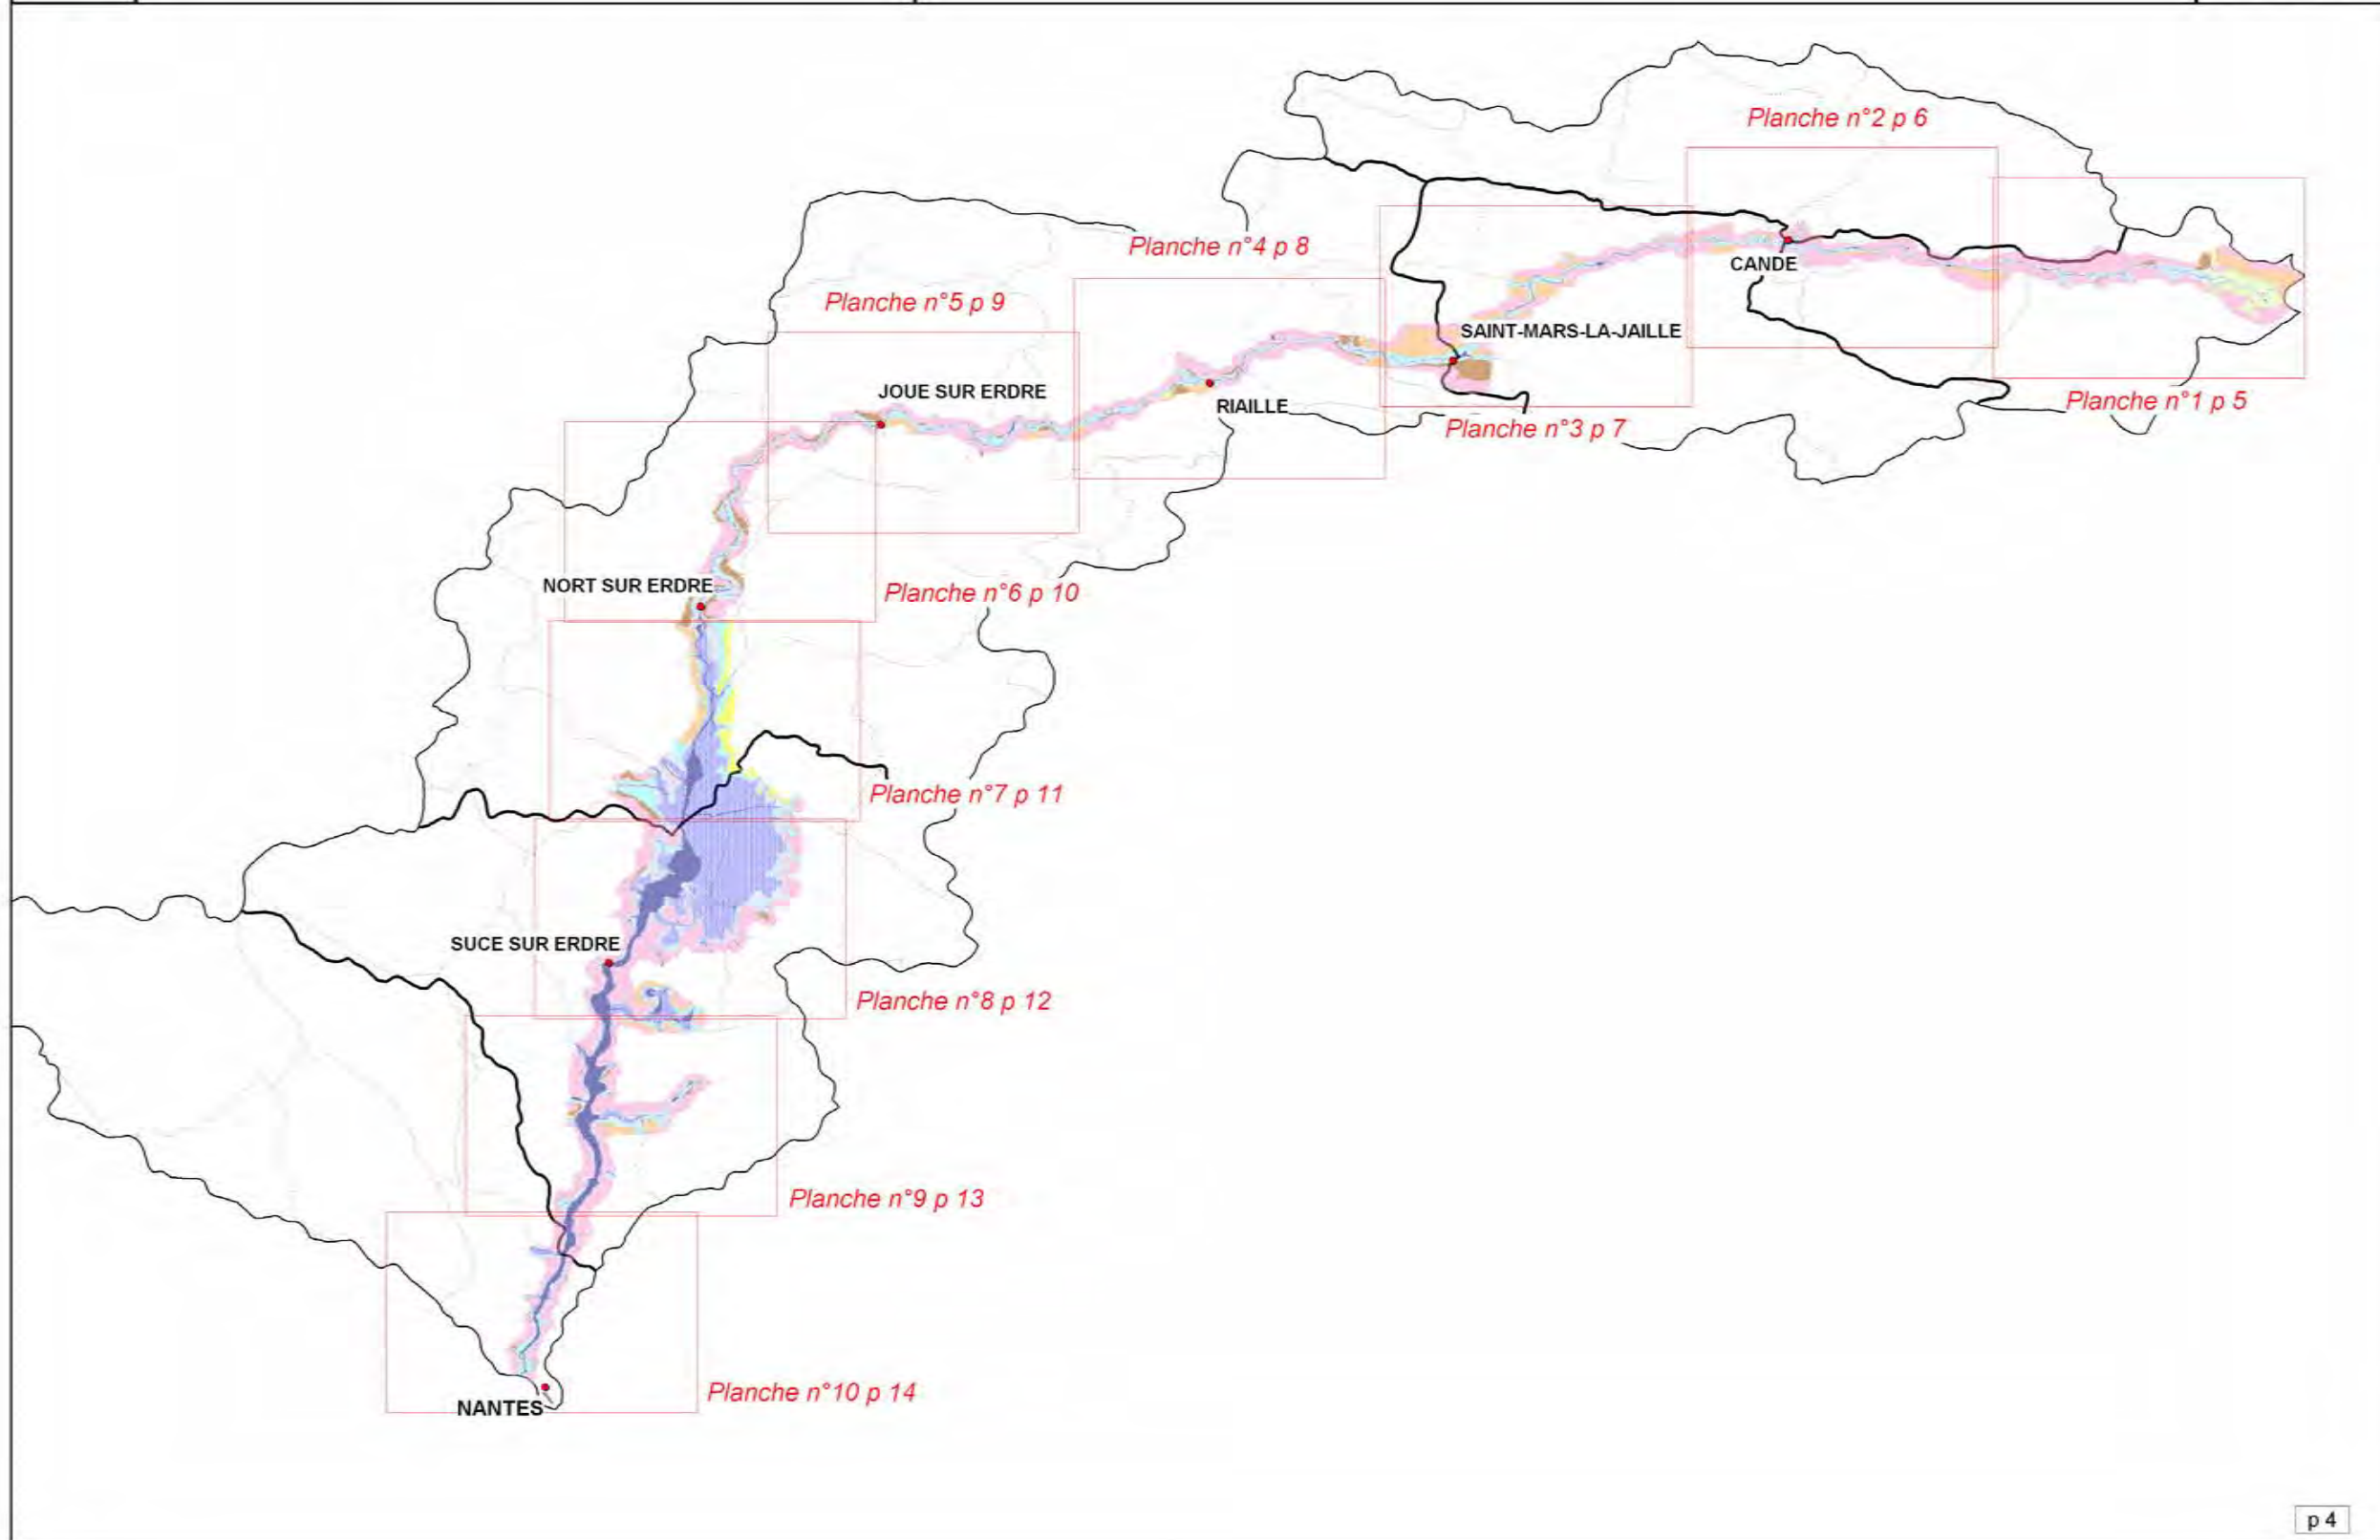 Planche n°2 p 6
Planche n°4 p 8
CANDE
Planche n°5 p 9
SAINT-MARS-LA-JAILLE
JOUE SUR ERDRE
RIAILLE
Planche n°1 p 5
Planche n°3 p 7
NORT SUR ERDRE
Planche n°6 p 10
Planche n°7 p 11
SUCE SUR ERDRE
Planche n°8 p 12
Planche n°9 p 13
Planche n°10 p 14
NANTES
p 4